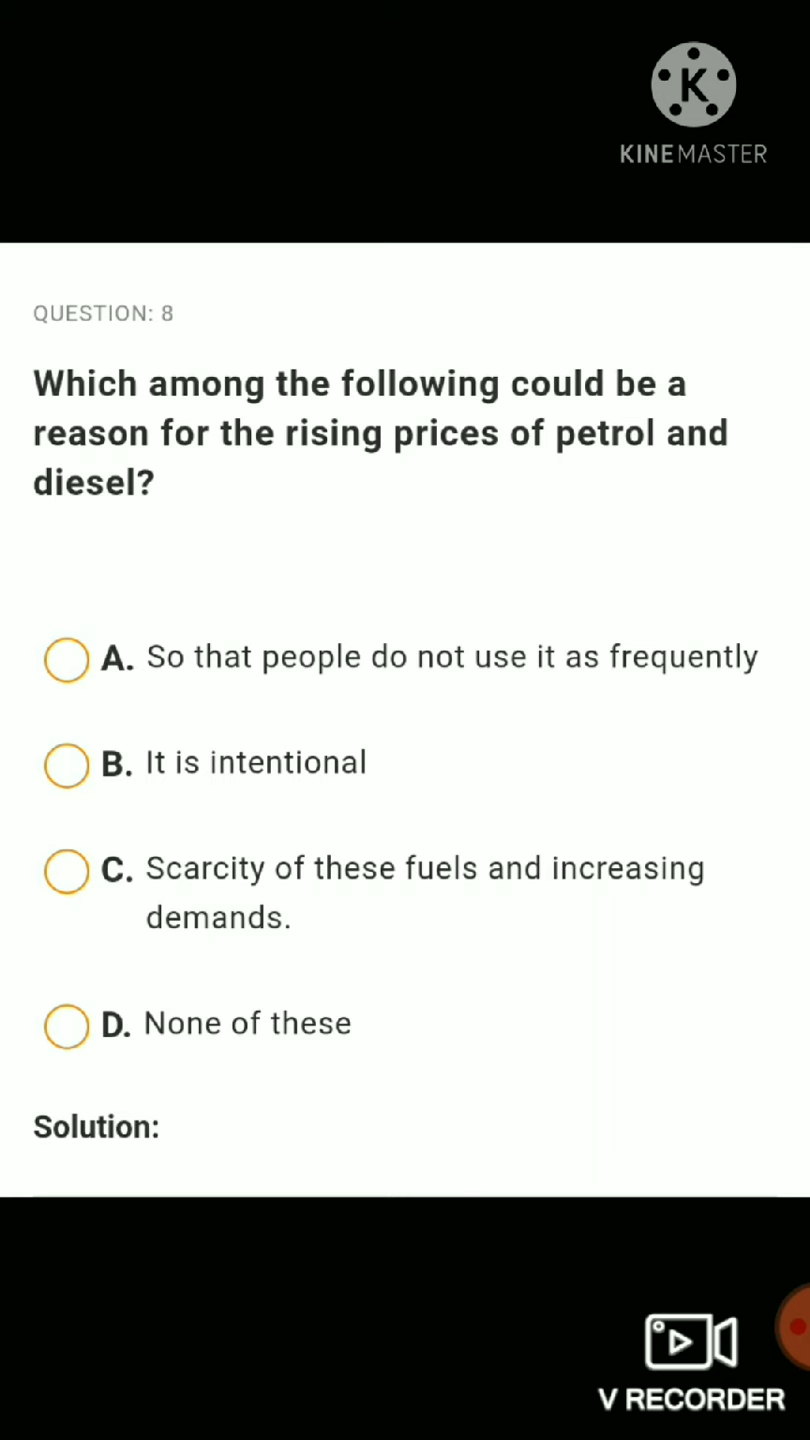 K
KINEMASTER
QUESTION: 8
Which among the following could be a
reason for the rising prices of petrol and
diesel?
A. So that people do not use it as frequently
B. It is intentional
C. Scarcity of these fuels and increasing
demands.
D. None of these
Solution:
V RECORDER